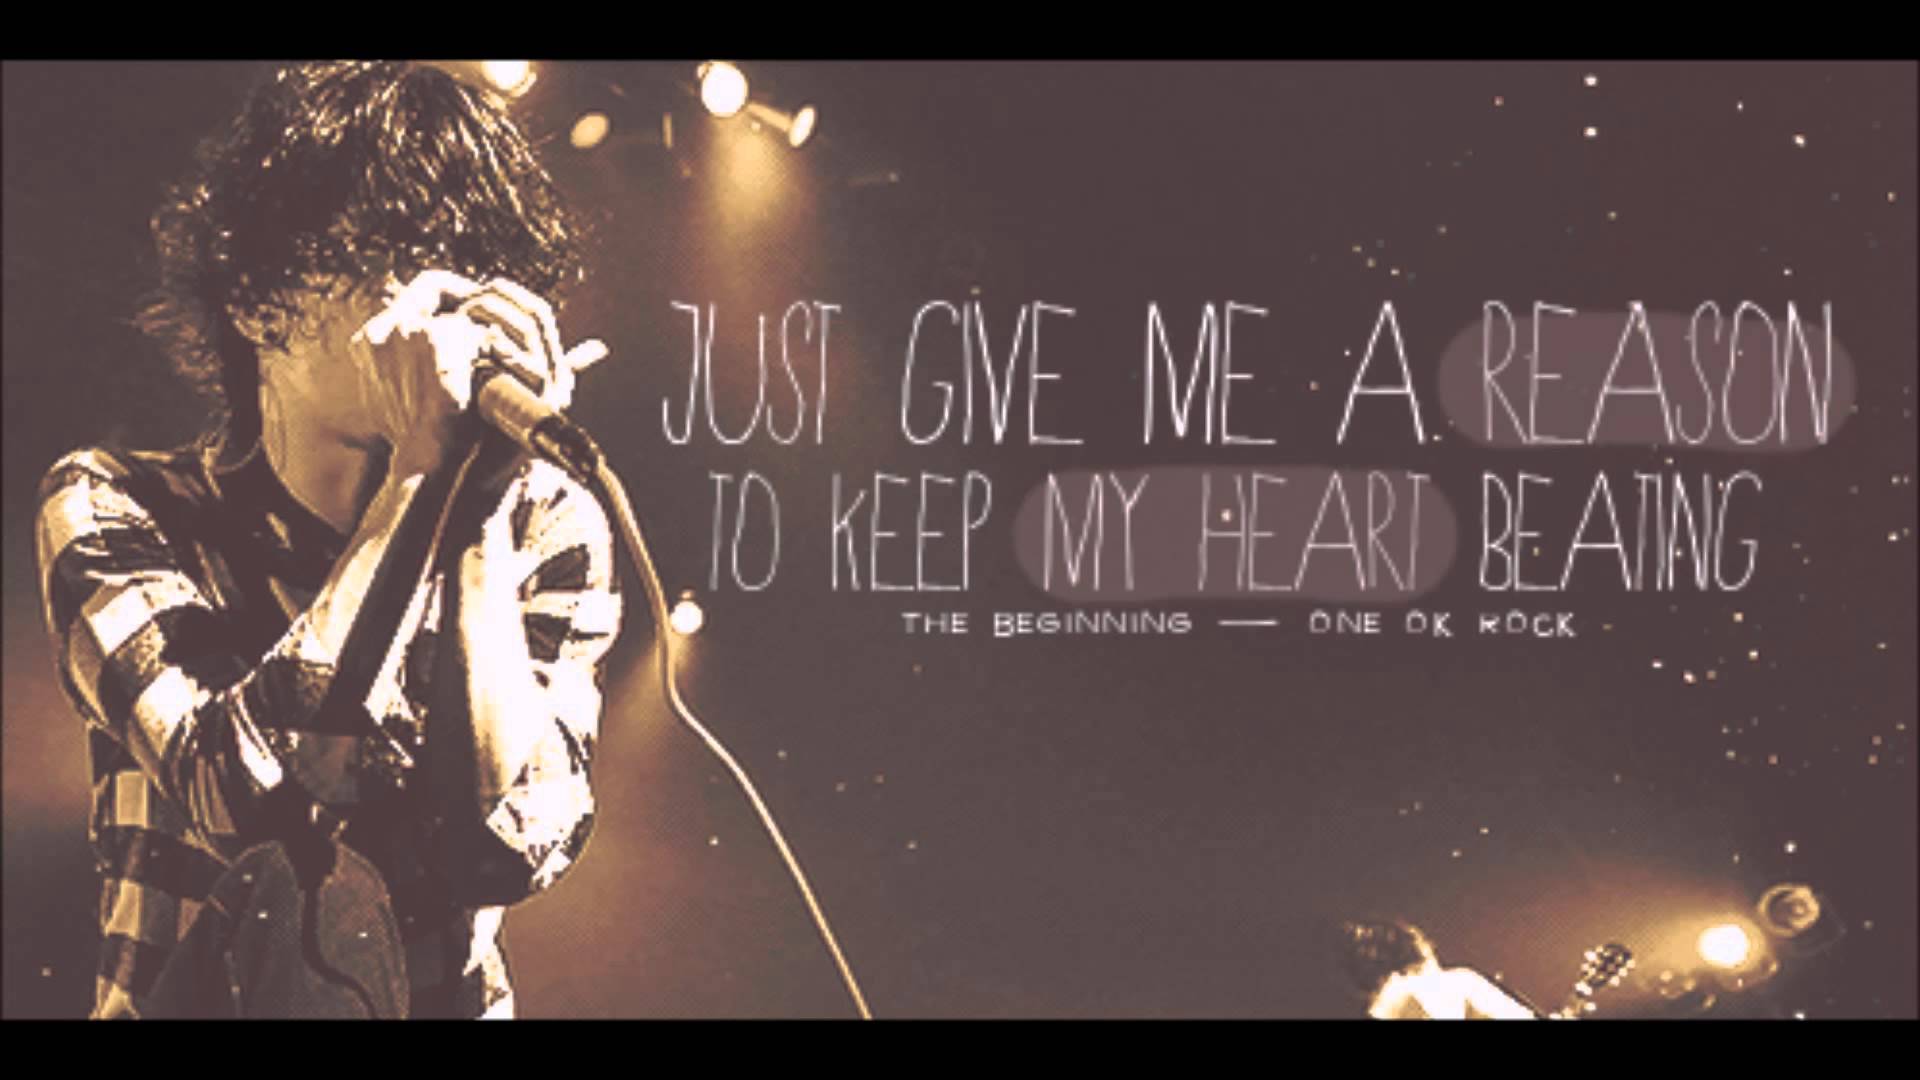 JUST GIVE ME A REASON
TO KEEP MY HEART BEATING
THE BEGINNING — ONE OK ROCK